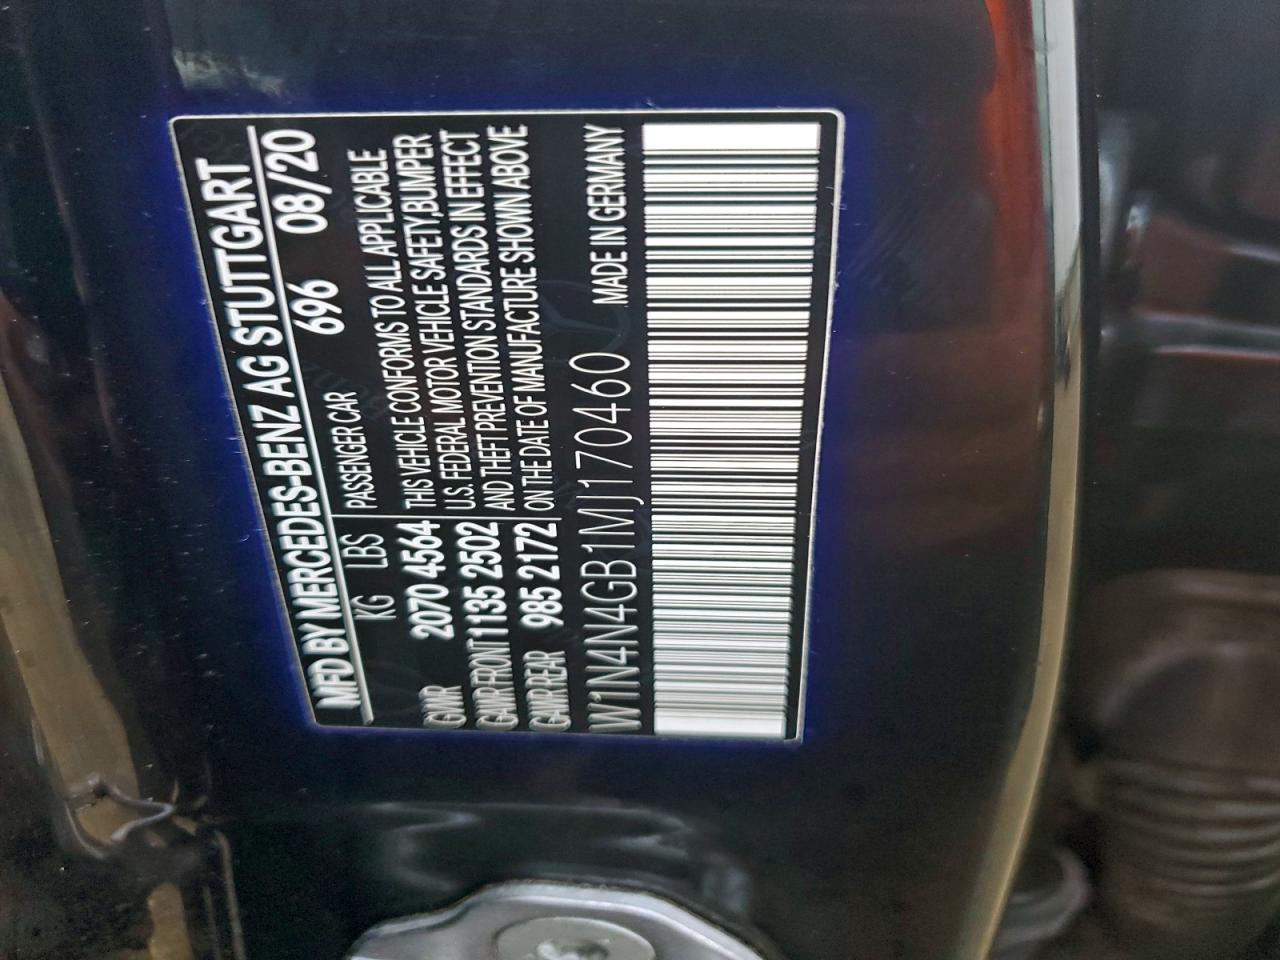 MFD BY MERCEDES-BENZ AG STUTTGART
KG LBS 696 08/20
PASSENGER CAR
GVWR 2070 4564 THIS VEHICLE CONFORMS TO ALL APPLICABLE
GAWR FRONT 1135 2502 U.S. FEDERAL MOTOR VEHICLE SAFETY,BUMPER
GAWR REAR 985 2172 AND THEFT PREVENTION STANDARDS IN EFFECT
ON THE DATE OF MANUFACTURE SHOWN ABOVE
W1N4N4GB1MJ170460 MADE IN GERMANY